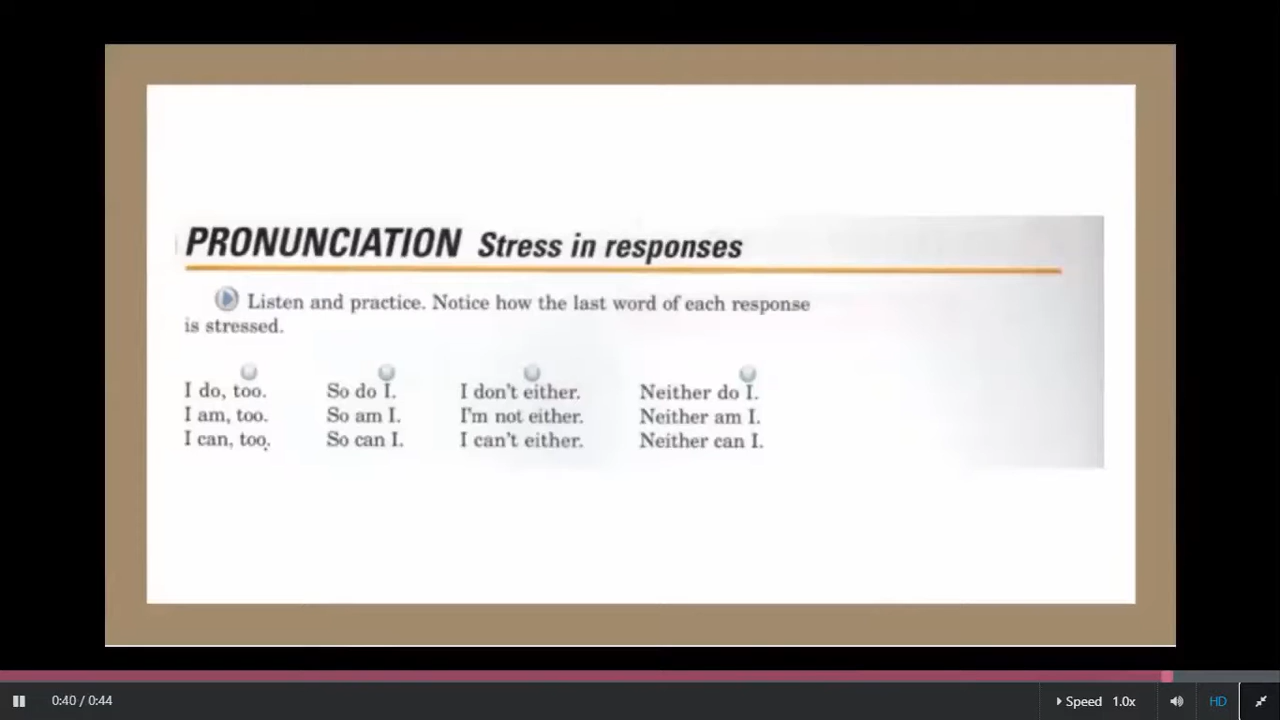 PRONUNCIATION Stress in responses
Listen and practice. Notice how the last word of each response
is stressed.
I do, too. So do I. I don't either. Neither do I.
I am, too. So am I. I'm not either. Neither am I.
I can, too. So can I. I can't either. Neither can I.
0:40 / 0:44 Speed 1.0x HD